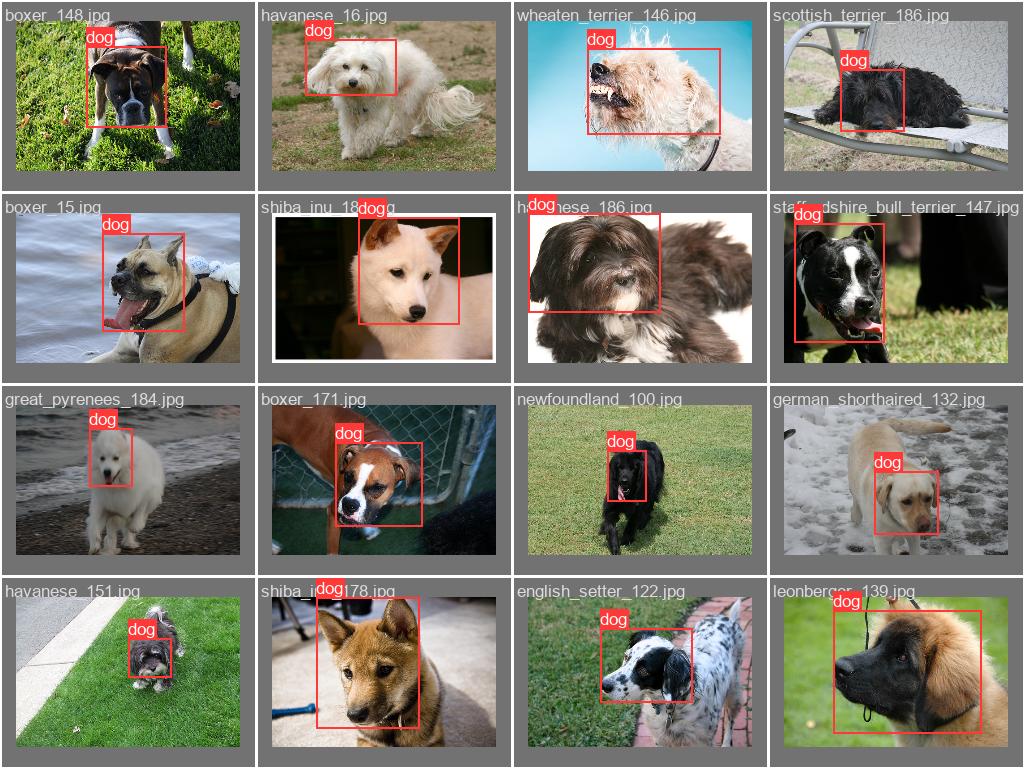 boxer_148.jpg
dog
havanese_16.jpg
dog
wheaten_terrier_146.jpg
dog
scottish_terrier_186.jpg
dog
boxer_15.jpg
dog
dog
dog
dog
great_pyrenees_184.jpg
dog
boxer_171.jpg
dog
newfoundland_100.jpg
dog
german_shorthaired_132.jpg
dog
havanese_151.jpg
dog
dog
english_setter_122.jpg
dog
leonberger_139.jpg
dog